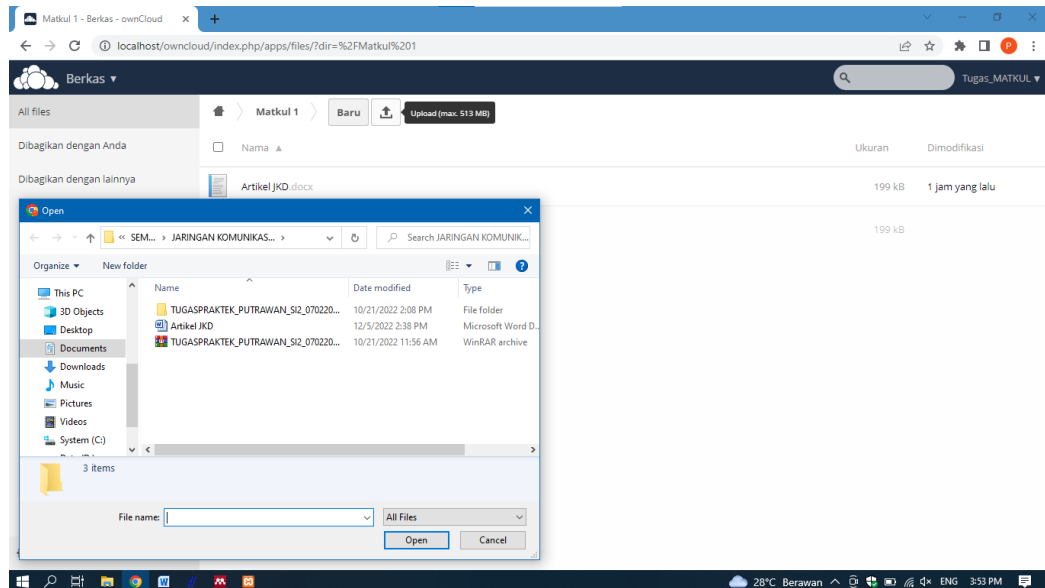 Matkul 1 - Berkas - ownCloud
localhost/owncloud/index.php/apps/files/?dir=%2FMatkul%201
P
Berkas
Tugas_MATKUL
All files
Matkul 1
Baru
Upload (max. 513 MB)
Dibagikan dengan Anda
Nama
Ukuran
Dimodifikasi
Dibagikan dengan lainnya
Artikel JKD.docx
199 kB
1 jam yang lalu
199 kB
Open
« SEM... › JARINGAN KOMUNIKAS... ›
Search JARINGAN KOMUNIK...
Organize
New folder
Name
Date modified
Type
This PC
3D Objects
Desktop
Documents
Downloads
Music
Pictures
Videos
System (C:)
TUGASPRAKTEK_PUTRAWAN_SI2_070220... 10/21/2022 2:08 PM File folder
Artikel JKD 12/5/2022 2:38 PM Microsoft Word D...
TUGASPRAKTEK_PUTRAWAN_SI2_070220... 10/21/2022 11:56 AM WinRAR archive
3 items
File name:
All Files
Open
Cancel
28°C Berawan
ENG
3:53 PM